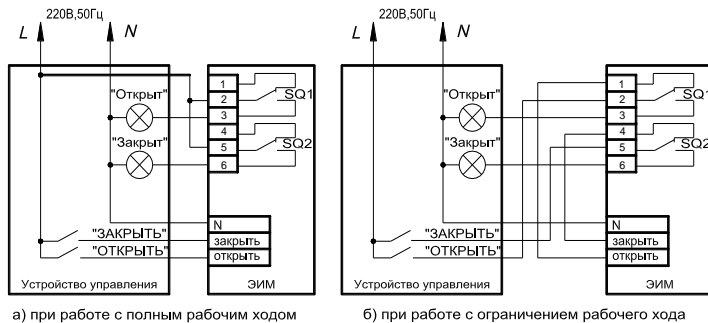 220В,50Гц
L
N
"Открыт"
"Закрыт"
1
2
3
4
5
6
SQ1
SQ2
N
"ЗАКРЫТЬ"
закрыть
"ОТКРЫТЬ"
открыть
Устройство управления
ЭИМ
а) при работе с полным рабочим ходом
220В,50Гц
L
N
"Открыт"
"Закрыт"
1
2
3
4
5
6
SQ1
SQ2
N
"ЗАКРЫТЬ"
закрыть
"ОТКРЫТЬ"
открыть
Устройство управления
ЭИМ
б) при работе с ограничением рабочего хода